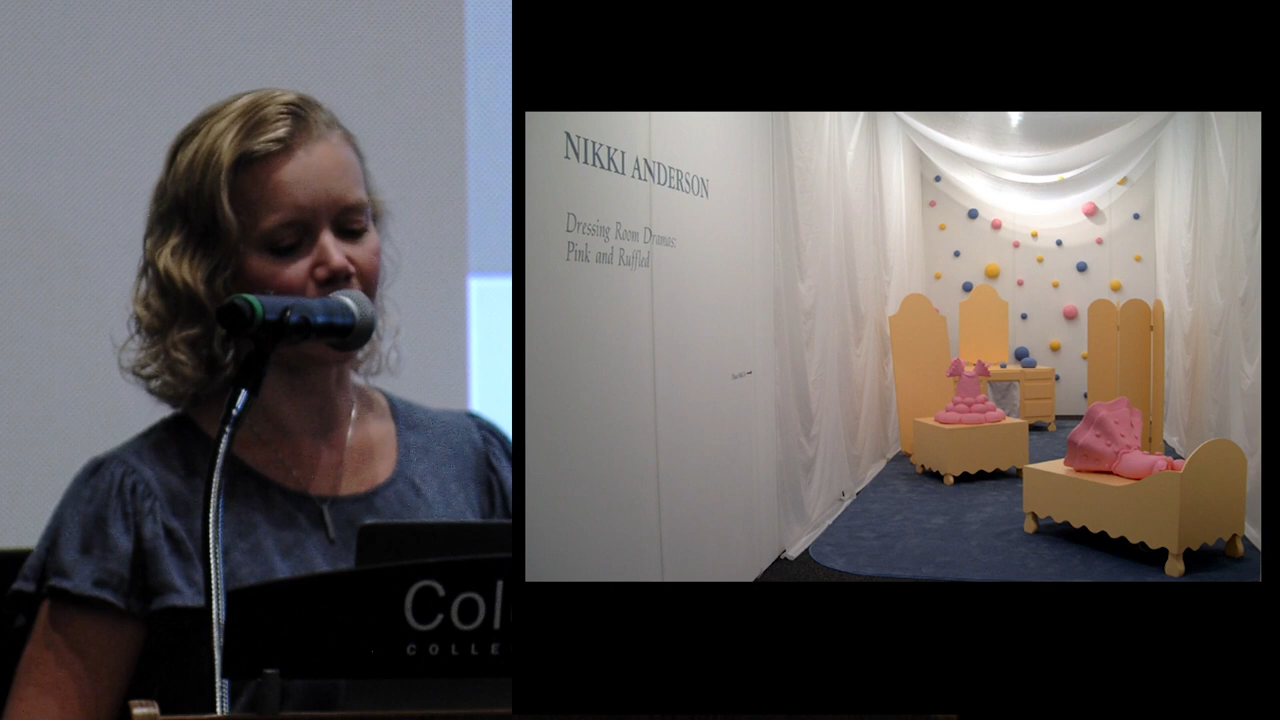 Col
COLLE
NIKKI ANDERSON
Dressing Room Dramas:
Pink and Ruffled